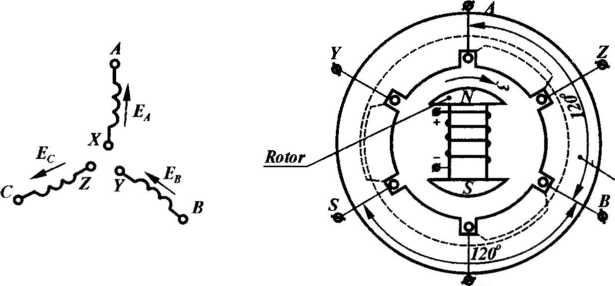 A
E_A
X
E_C
C
Z
Y
E_B
B
A
Y
Z
ω
N
120°
+
Rotor
−
S
S
B
120°